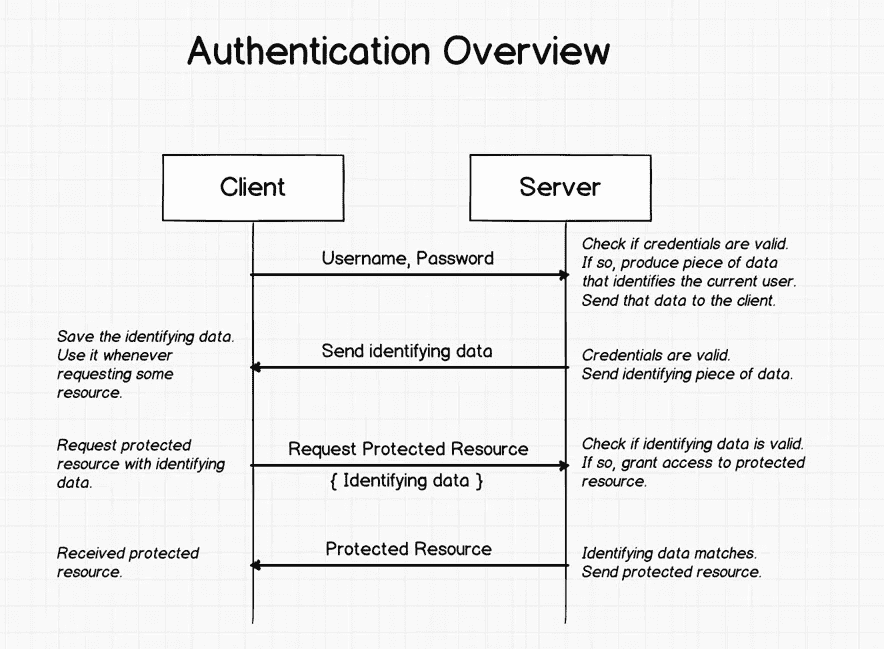 Authentication Overview
Client
Server
Username, Password
Check if credentials are valid.
If so, produce piece of data
that identifies the current user.
Send that data to the client.
Save the identifying data.
Use it whenever
requesting some
resource.
Send identifying data
Credentials are valid.
Send identifying piece of data.
Request protected
resource with identifying
data.
Request Protected Resource
{ Identifying data }
Check if identifying data is valid.
If so, grant access to protected
resource.
Received protected
resource.
Protected Resource
Identifying data matches.
Send protected resource.